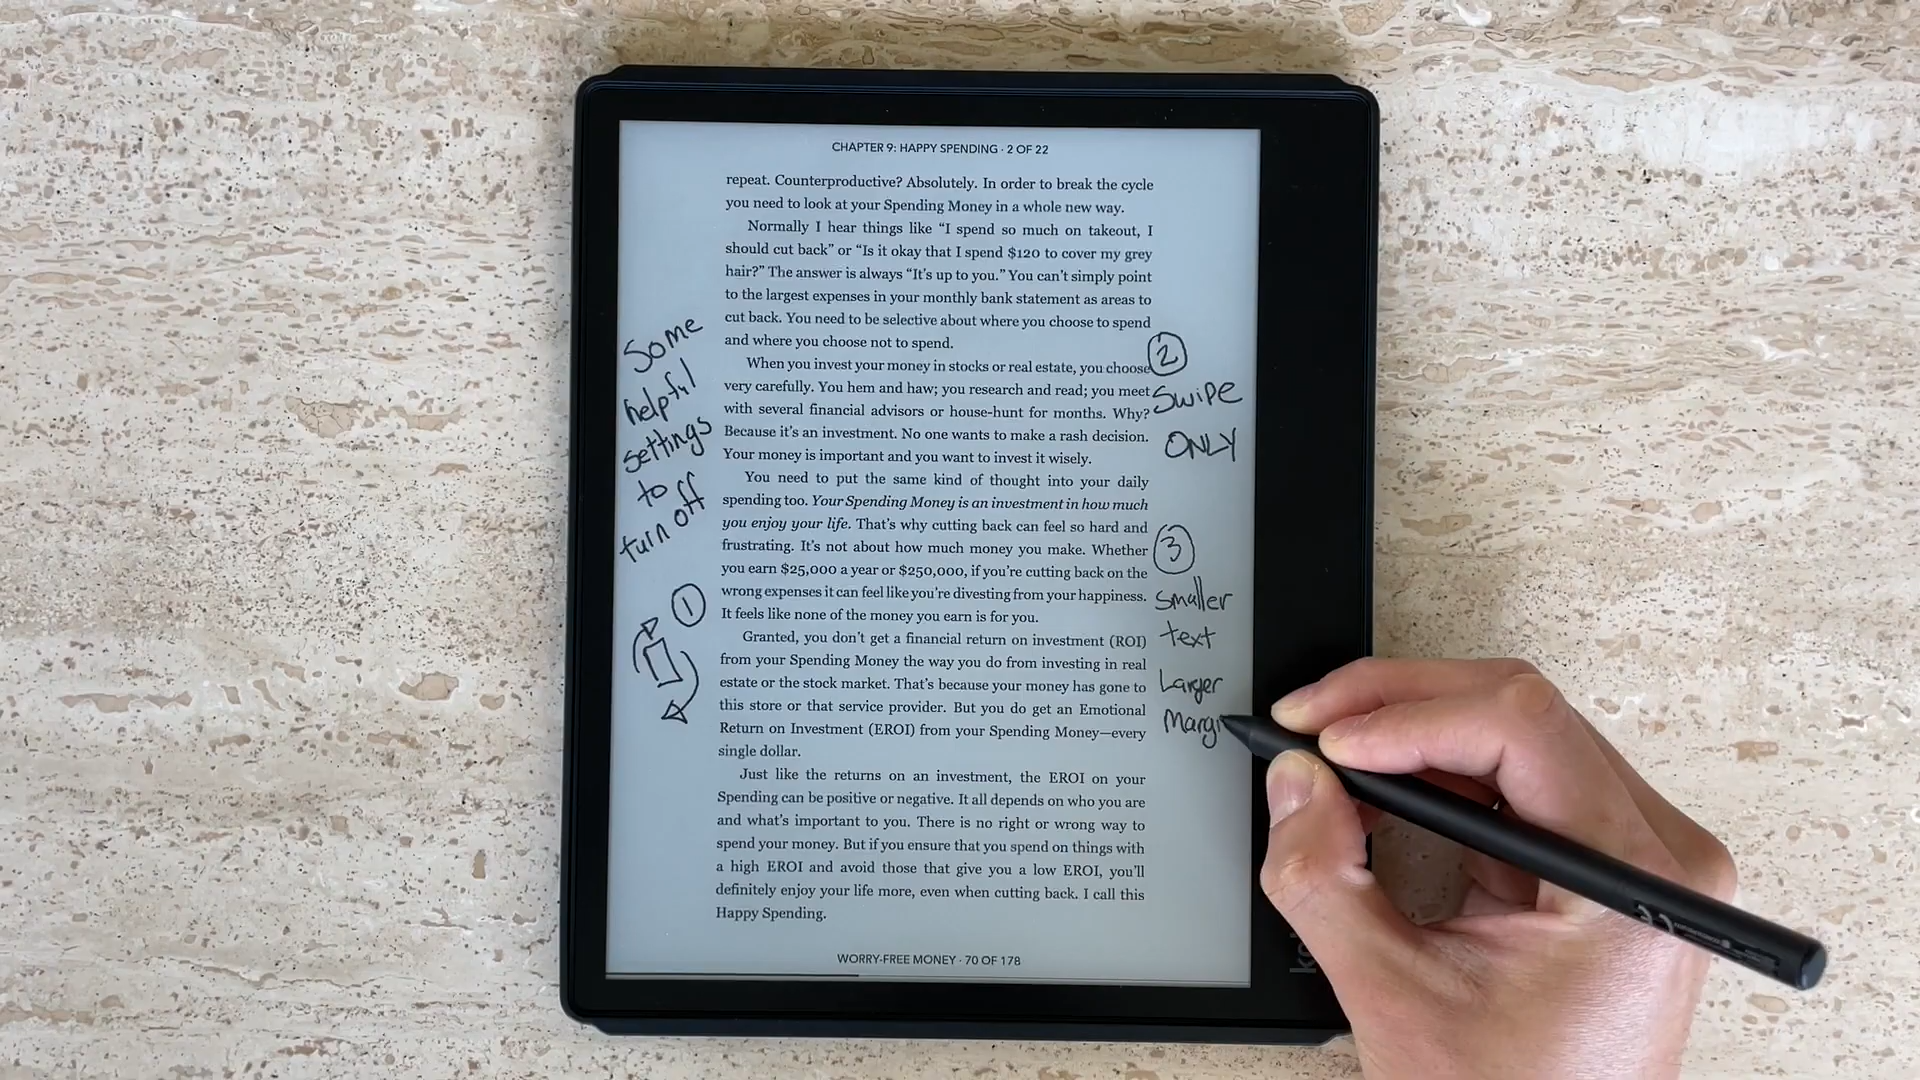 CHAPTER 9: HAPPY SPENDING · 2 OF 22
repeat. Counterproductive? Absolutely. In order to break the cycle
you need to look at your Spending Money in a whole new way.
Normally I hear things like “I spend so much on takeout, I
should cut back” or “Is it okay that I spend $120 to cover my grey
hair?” The answer is always “It’s up to you.” You can’t simply point
to the largest expenses in your monthly bank statement as areas to
cut back. You need to be selective about where you choose to spend
and where you choose not to spend.
When you invest your money in stocks or real estate, you choose
very carefully. You hem and haw; you research and read; you meet
with several financial advisors or house-hunt for months. Why?
Because it’s an investment. No one wants to make a rash decision.
Your money is important and you want to invest it wisely.
You need to put the same kind of thought into your daily
spending too. Your Spending Money is an investment in how much
you enjoy your life. That’s why cutting back can feel so hard and
frustrating. It’s not about how much money you make. Whether
you earn $25,000 a year or $250,000, if you’re cutting back on the
wrong expenses it can feel like you’re divesting from your happiness.
It feels like none of the money you earn is for you.
Granted, you don’t get a financial return on investment (ROI)
from your Spending Money the way you do from investing in real
estate or the stock market. That’s because your money has gone to
this store or that service provider. But you do get an Emotional
Return on Investment (EROI) from your Spending Money—every
single dollar.
Just like the returns on an investment, the EROI on your
Spending can be positive or negative. It all depends on who you are
and what’s important to you. There is no right or wrong way to
spend your money. But if you ensure that you spend on things with
a high EROI and avoid those that give you a low EROI, you’ll
definitely enjoy your life more, even when cutting back. I call this
Happy Spending.
WORRY-FREE MONEY · 70 OF 178
Some
helpful
settings
to
turn off
1
2
Swipe
ONLY
3
Smaller
text
Larger
Margi